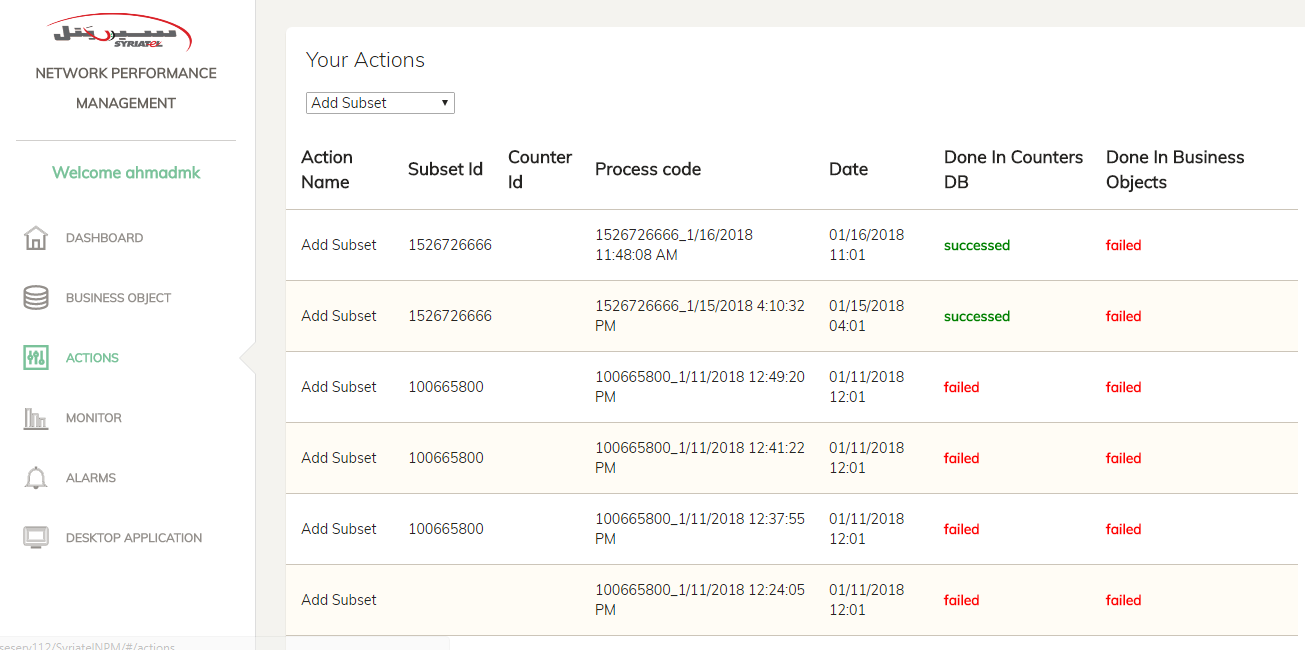 سيريتل
SYRIATEL
NETWORK PERFORMANCE
MANAGEMENT
Welcome ahmadmk
DASHBOARD
BUSINESS OBJECT
ACTIONS
MONITOR
ALARMS
DESKTOP APPLICATION
Your Actions
Add Subset
Action Name Subset Id Counter Id Process code Date Done In Counters DB Done In Business Objects
Add Subset 1526726666 1526726666_1/16/2018 11:48:08 AM 01/16/2018 11:01 successed failed
Add Subset 1526726666 1526726666_1/15/2018 4:10:32 PM 01/15/2018 04:01 successed failed
Add Subset 100665800 100665800_1/11/2018 12:49:20 PM 01/11/2018 12:01 failed failed
Add Subset 100665800 100665800_1/11/2018 12:41:22 PM 01/11/2018 12:01 failed failed
Add Subset 100665800 100665800_1/11/2018 12:37:55 PM 01/11/2018 12:01 failed failed
Add Subset 100665800_1/11/2018 12:24:05 PM 01/11/2018 12:01 failed failed
seserv112/SyriatelNPM/#/actions